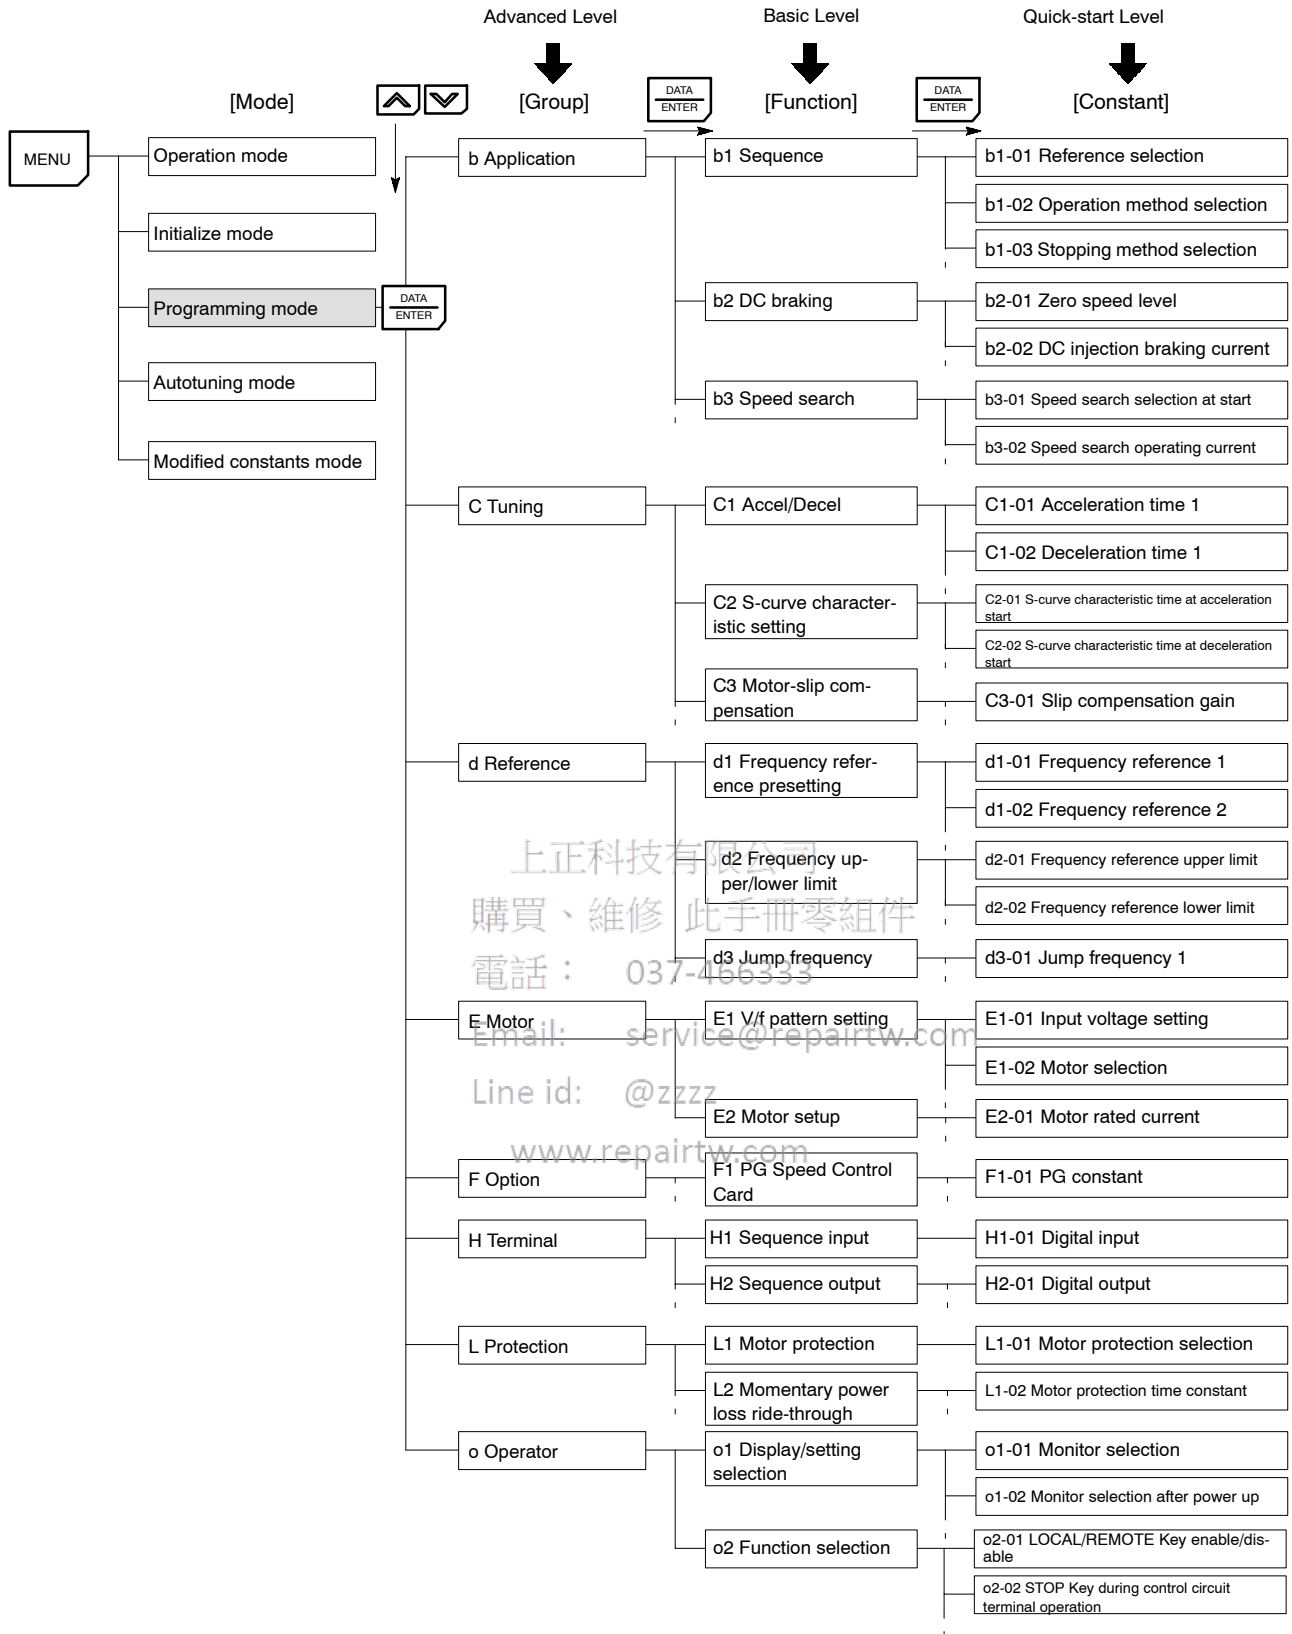 Advanced Level
Basic Level
Quick-start Level
[Mode]
[Group]
DATA
ENTER
[Function]
DATA
ENTER
[Constant]
MENU
Operation mode
Initialize mode
Programming mode
DATA
ENTER
Autotuning mode
Modified constants mode
b Application
b1 Sequence
b1-01 Reference selection
b1-02 Operation method selection
b1-03 Stopping method selection
b2 DC braking
b2-01 Zero speed level
b2-02 DC injection braking current
b3 Speed search
b3-01 Speed search selection at start
b3-02 Speed search operating current
C Tuning
C1 Accel/Decel
C1-01 Acceleration time 1
C1-02 Deceleration time 1
C2 S-curve character-
istic setting
C2-01 S-curve characteristic time at acceleration
start
C2-02 S-curve characteristic time at deceleration
start
C3 Motor-slip com-
pensation
C3-01 Slip compensation gain
d Reference
d1 Frequency refer-
ence presetting
d1-01 Frequency reference 1
d1-02 Frequency reference 2
d2 Frequency up-
per/lower limit
d2-01 Frequency reference upper limit
d2-02 Frequency reference lower limit
d3 Jump frequency
d3-01 Jump frequency 1
E Motor
E1 V/f pattern setting
E1-01 Input voltage setting
E1-02 Motor selection
E2 Motor setup
E2-01 Motor rated current
F Option
F1 PG Speed Control
Card
F1-01 PG constant
H Terminal
H1 Sequence input
H1-01 Digital input
H2 Sequence output
H2-01 Digital output
L Protection
L1 Motor protection
L1-01 Motor protection selection
L2 Momentary power
loss ride-through
L1-02 Motor protection time constant
o Operator
o1 Display/setting
selection
o1-01 Monitor selection
o1-02 Monitor selection after power up
o2 Function selection
o2-01 LOCAL/REMOTE Key enable/dis-
able
o2-02 STOP Key during control circuit
terminal operation
上正科技有限公司
購買、維修 此手冊零組件
電話： 037-466333
Email: service@repairtw.com
Line id: @zzzz
www.repairtw.com